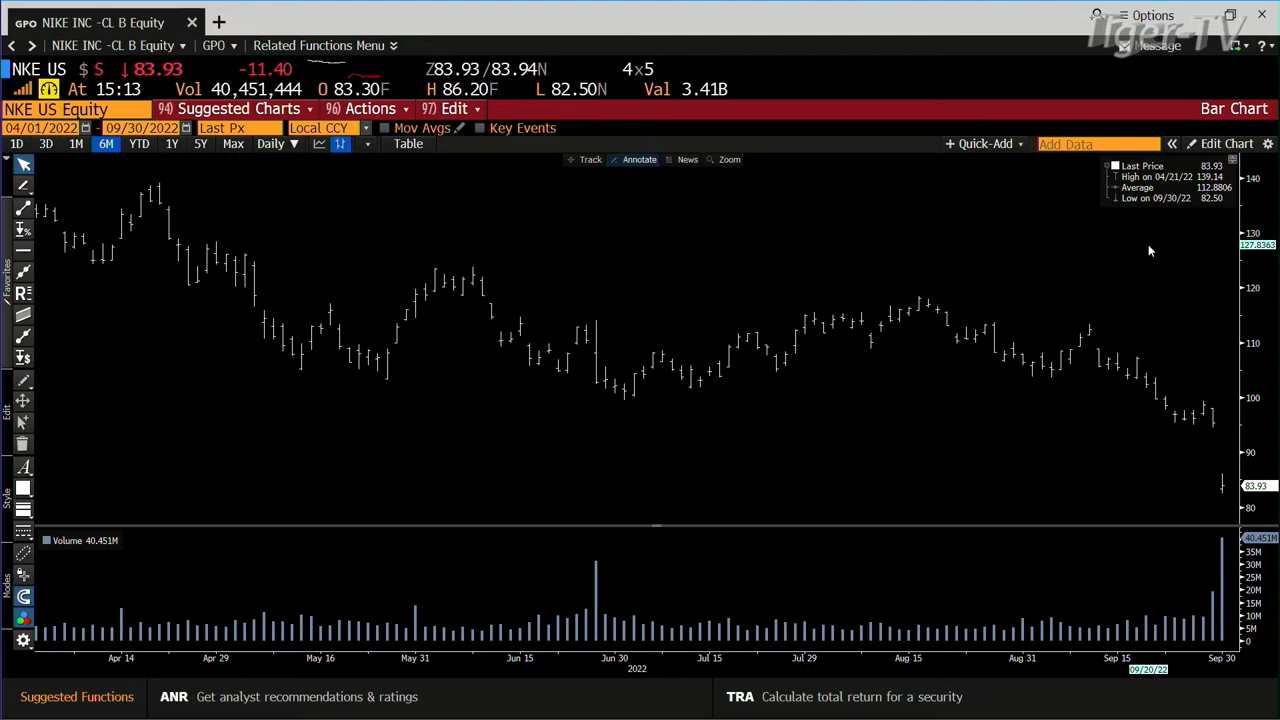 GPO NIKE INC -CL B Equity × +
Options
Tiger-TV
NIKE INC -CL B Equity GPO Related Functions Menu
Message ?
NKE US $ S ↓83.93 -11.40 Z83.93/83.94N 4x5
At 15:13 Vol 40,451,444 O 83.30F H 86.20F L 82.50N Val 3.41B
NKE US Equity 94) Suggested Charts 96) Actions 97) Edit Bar Chart
04/01/2022 - 09/30/2022 Last Px Local CCY Mov Avgs Key Events
1D 3D 1M 6M YTD 1Y 5Y Max Daily ▼ Table + Quick-Add Add Data « Edit Chart
Track Annotate News Zoom
Last Price 83.93
High on 04/21/22 139.14
Average 112.8806
Low on 09/30/22 82.50
140
130
127.8363
120
110
100
90
83.93
80
Favorites
Edit
Style
Modes
Volume 40.451M
40.451M
35M
30M
25M
20M
15M
10M
5M
0
Apr 14 Apr 29 May 16 May 31 Jun 15 Jun 30 Jul 15 Jul 29 Aug 15 Aug 31 Sep 15 Sep 30
2022 09/20/22
Suggested Functions ANR Get analyst recommendations & ratings TRA Calculate total return for a security